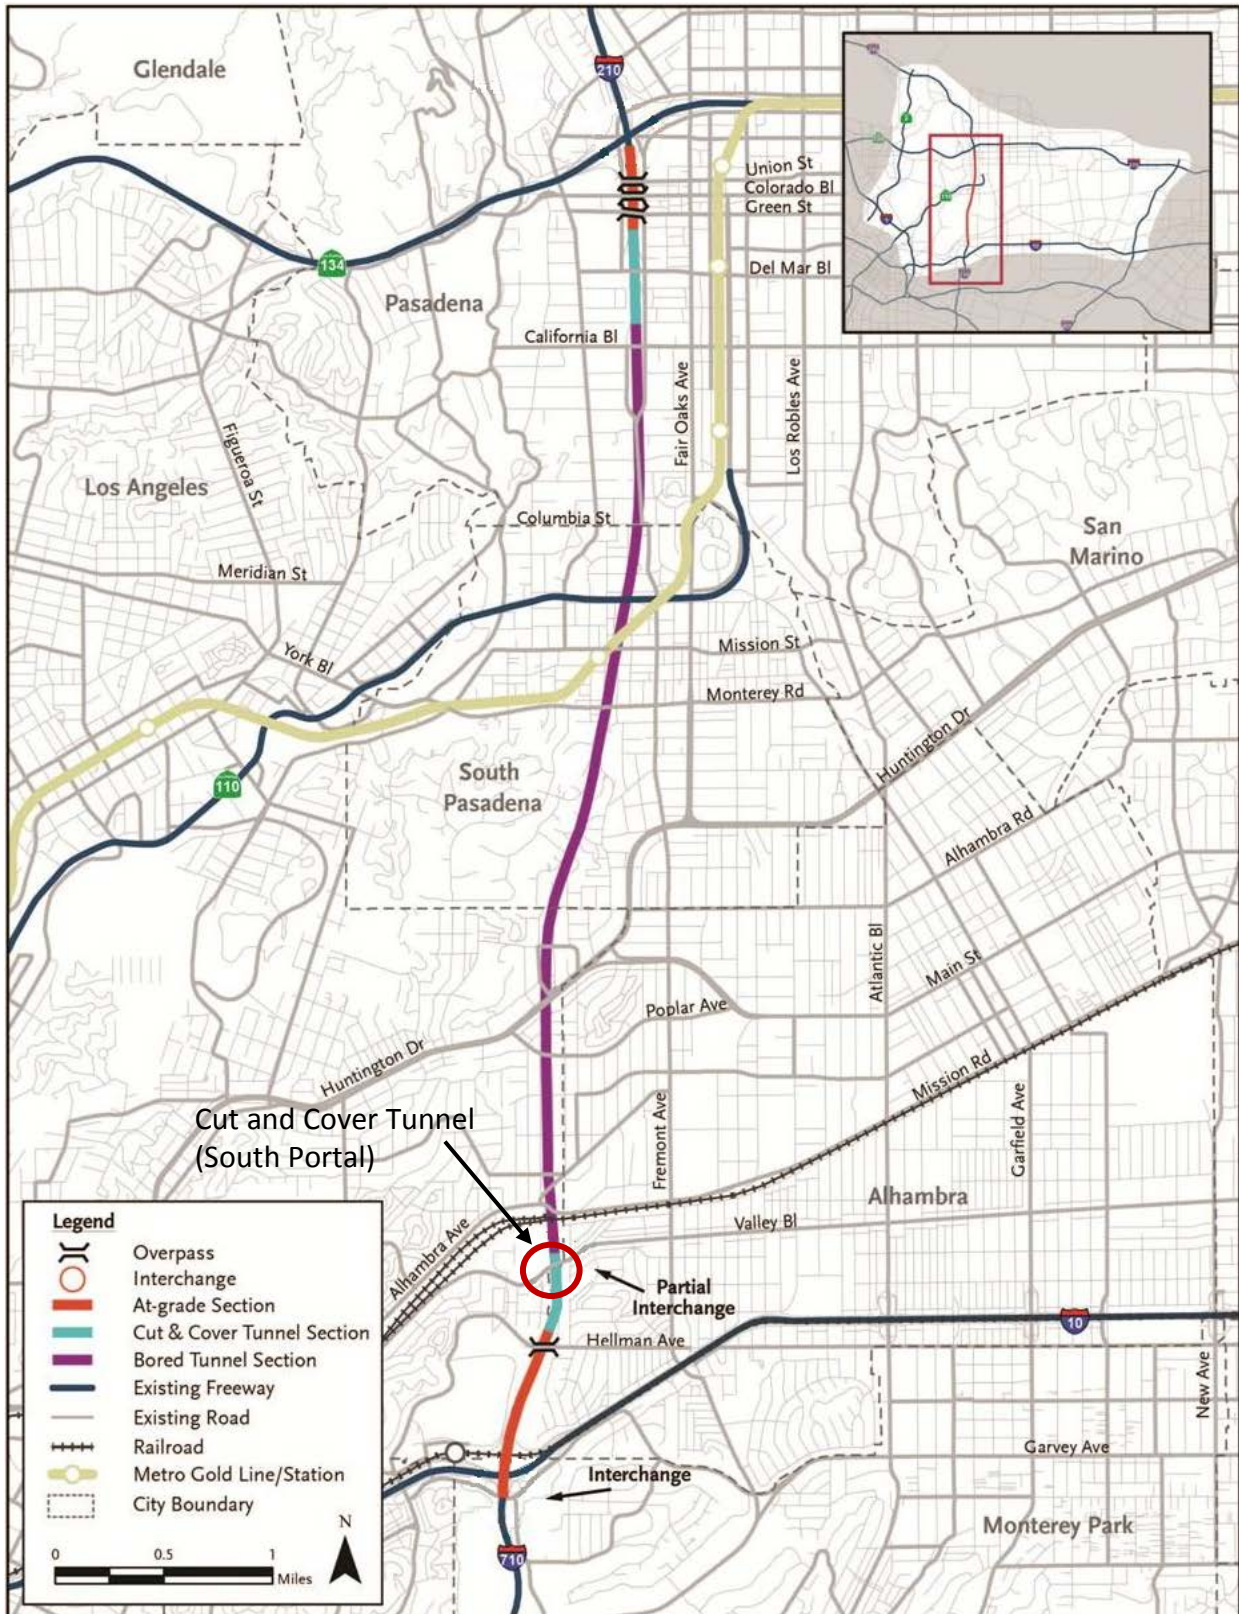 Glendale
210
Union St
Colorado Bl
Green St
134
Pasadena
Del Mar Bl
California Bl
Fair Oaks Ave
Los Robles Ave
Figueroa St
Los Angeles
Columbia St
San
Marino
Meridian St
York Bl
Mission St
Monterey Rd
Huntington Dr
110
South
Pasadena
Alhambra Rd
Atlantic Bl
Main St
Poplar Ave
Huntington Dr
Mission Rd
Cut and Cover Tunnel
(South Portal)
Fremont Ave
Garfield Ave
Alhambra
Valley Bl
Alhambra Ave
Partial
Interchange
10
Hellman Ave
New Ave
Garvey Ave
Interchange
Monterey Park
710
Legend
Overpass
Interchange
At-grade Section
Cut & Cover Tunnel Section
Bored Tunnel Section
Existing Freeway
Existing Road
Railroad
Metro Gold Line/Station
City Boundary
N
0 0.5 1
Miles